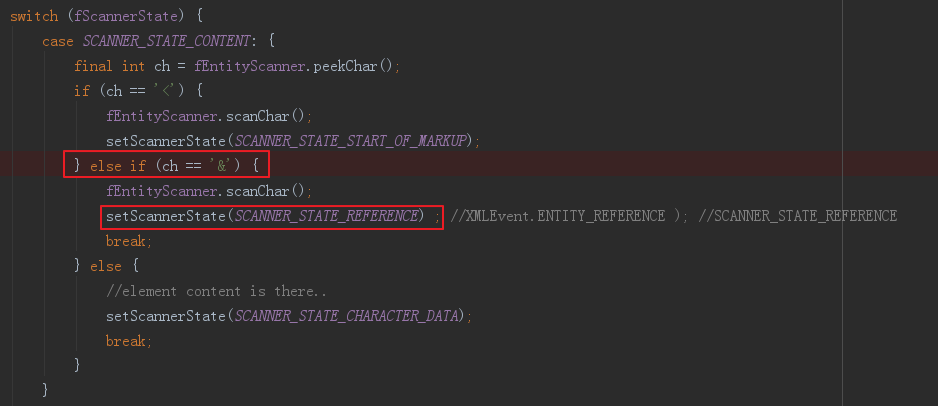 switch (fScannerState) {
case SCANNER_STATE_CONTENT: {
final int ch = fEntityScanner.peekChar();
if (ch == '<') {
fEntityScanner.scanChar();
setScannerState(SCANNER_STATE_START_OF_MARKUP);
} else if (ch == '&') {
fEntityScanner.scanChar();
setScannerState(SCANNER_STATE_REFERENCE) ; //XMLEvent.ENTITY_REFERENCE ); //SCANNER_STATE_REFERENCE
break;
} else {
//element content is there..
setScannerState(SCANNER_STATE_CHARACTER_DATA);
break;
}
}